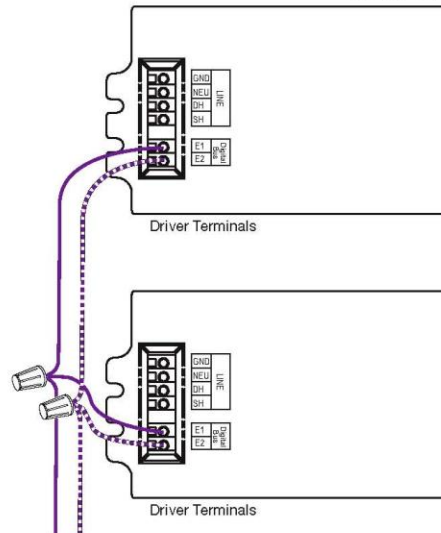 GND
NEU
DH
SH
LINE
E1
E2
Digital
Bus
Driver Terminals
GND
NEU
DH
SH
LINE
E1
E2
Digital
Bus
Driver Terminals